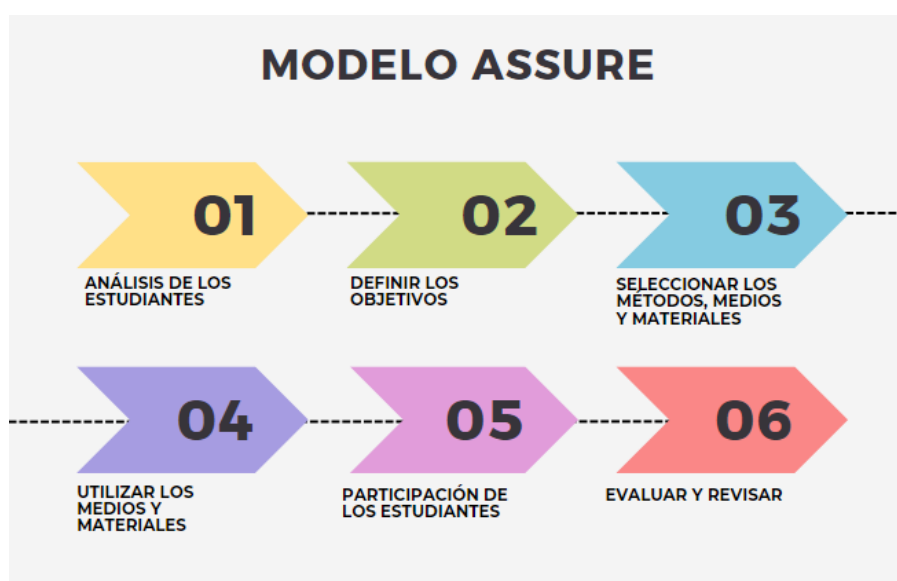 MODELO ASSURE
01
ANÁLISIS DE LOS
ESTUDIANTES
02
DEFINIR LOS
OBJETIVOS
03
SELECCIONAR LOS
MÉTODOS, MEDIOS
Y MATERIALES
04
UTILIZAR LOS
MEDIOS Y
MATERIALES
05
PARTICIPACIÓN DE
LOS ESTUDIANTES
06
EVALUAR Y REVISAR